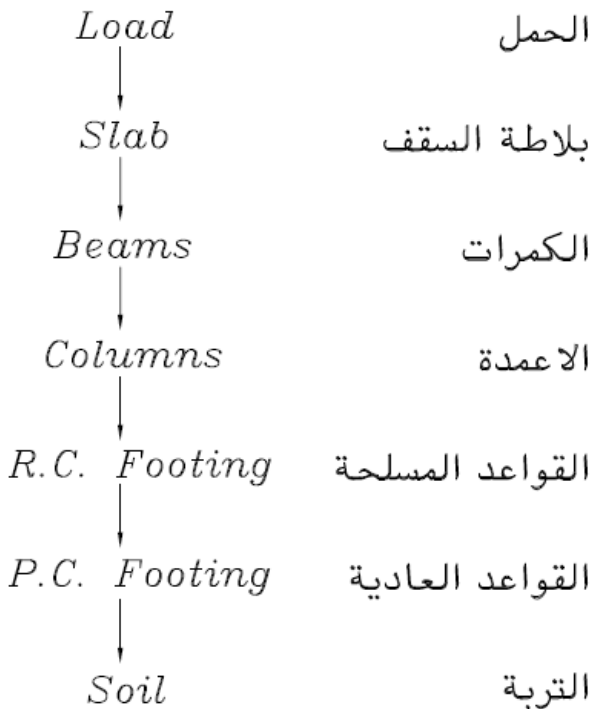 Load الحمل
Slab بلاطة السقف
Beams الكمرات
Columns الاعمدة
R.C. Footing القواعد المسلحة
P.C. Footing القواعد العادية
Soil التربة